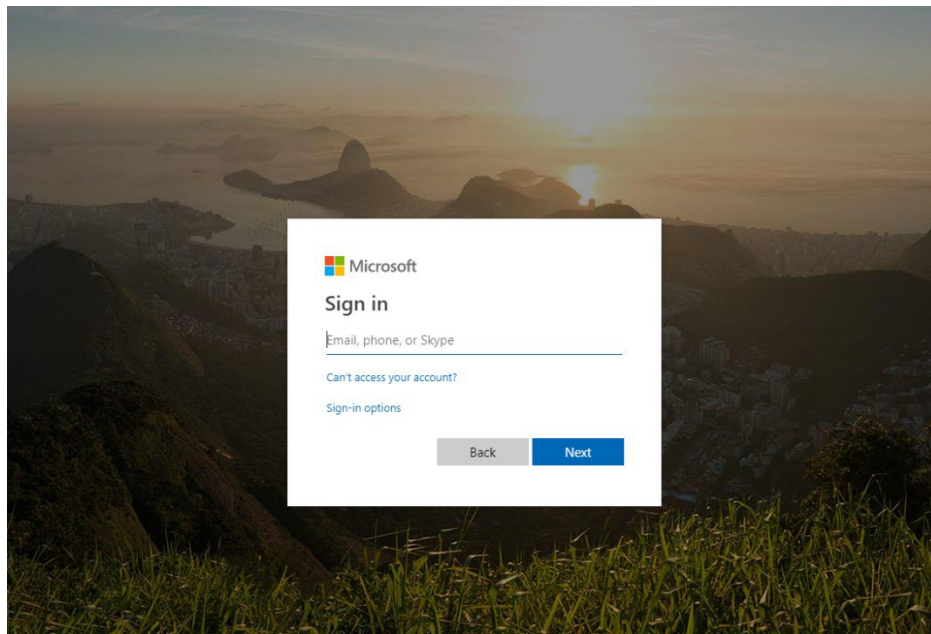 Microsoft
Sign in
Email, phone, or Skype
Can't access your account?
Sign-in options
Back
Next